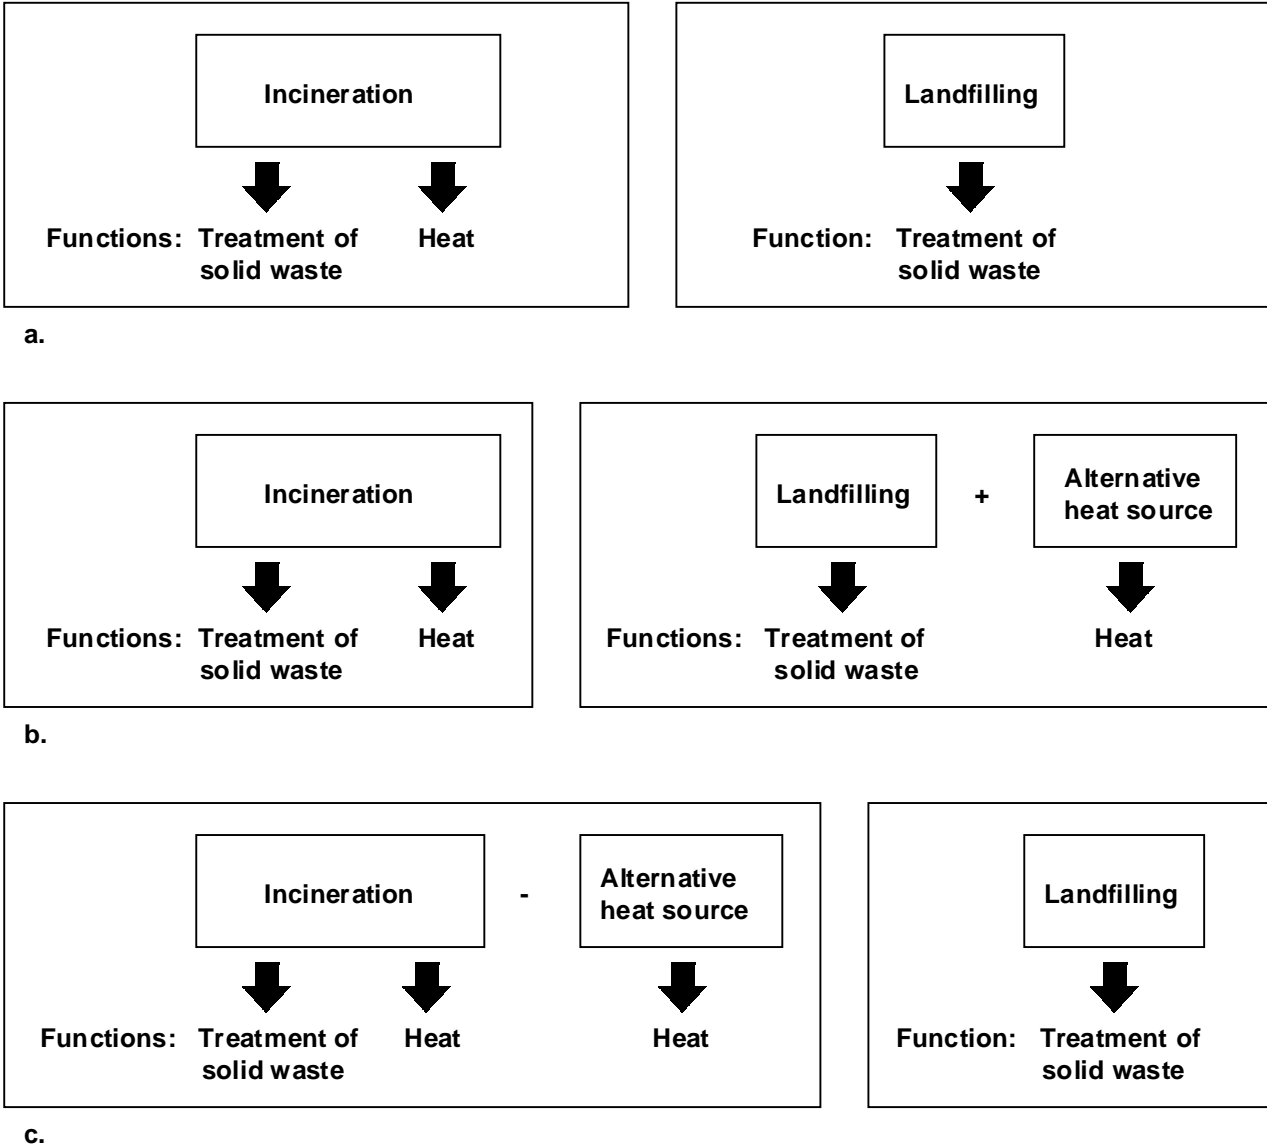 Incineration
Landfilling
Functions: Treatment of Heat
solid waste
Function: Treatment of
solid waste
a.
Incineration
Landfilling
+
Alternative
heat source
Functions: Treatment of Heat
solid waste
Functions: Treatment of Heat
solid waste
b.
Incineration
-
Alternative
heat source
Landfilling
Functions: Treatment of Heat Heat
solid waste
Function: Treatment of
solid waste
c.